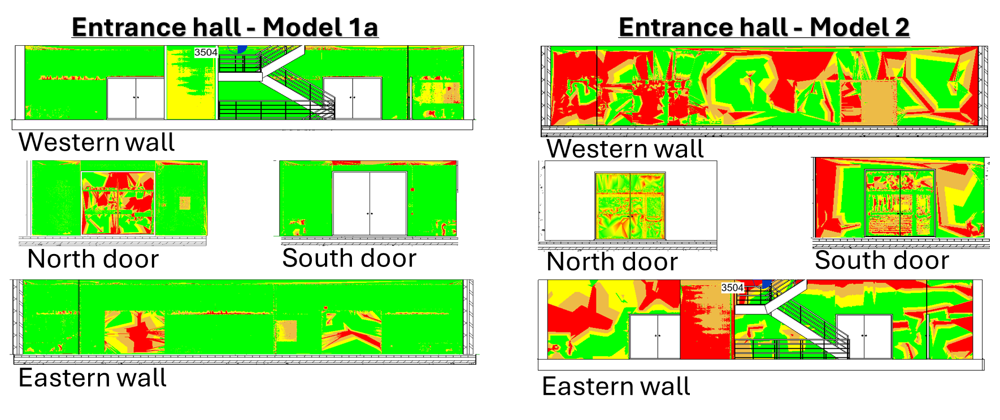 Entrance hall - Model 1a
3504
Western wall
North door
South door
Eastern wall
Entrance hall - Model 2
Western wall
North door
South door
3504
Eastern wall